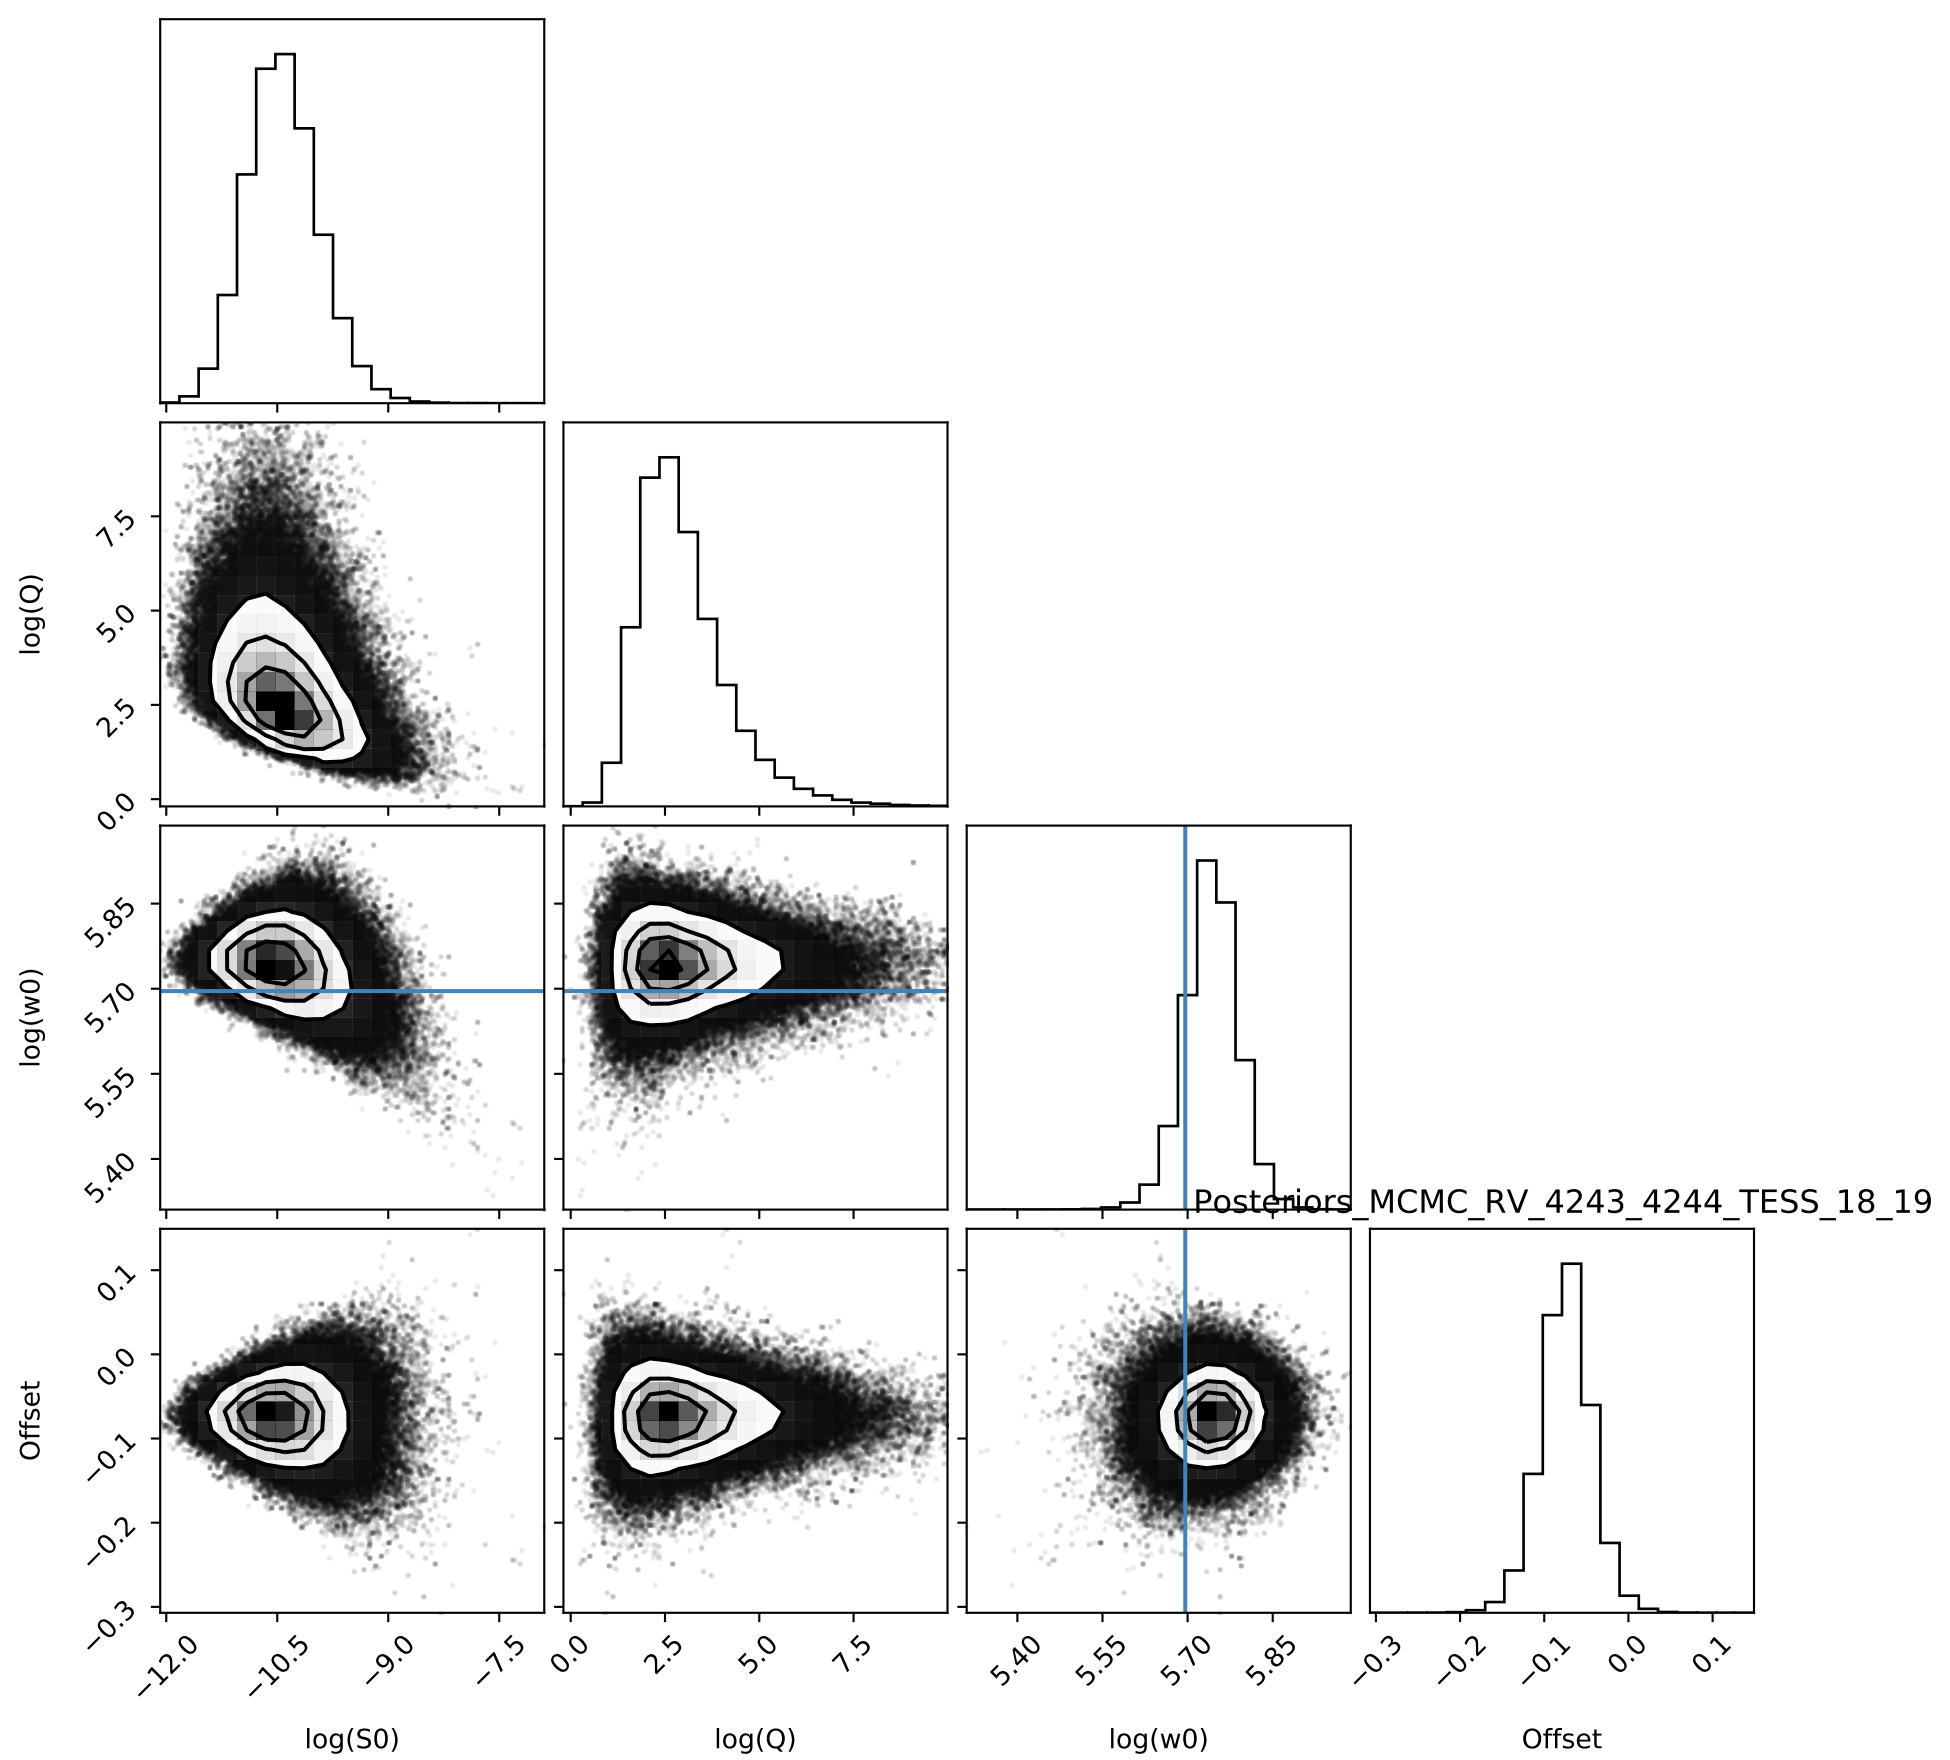 log(Q)
7.5
5.0
2.5
0.0
log(w0)
5.85
5.70
5.55
5.40
Posteriors_MCMC_RV_4243_4244_TESS_18_19
Offset
0.1
0.0
−0.1
−0.2
−0.3
−12.0 −10.5 −9.0 −7.5 0.0 2.5 5.0 7.5 5.40 5.55 5.70 5.85 −0.3 −0.2 −0.1 0.0 0.1
log(S0) log(Q) log(w0) Offset